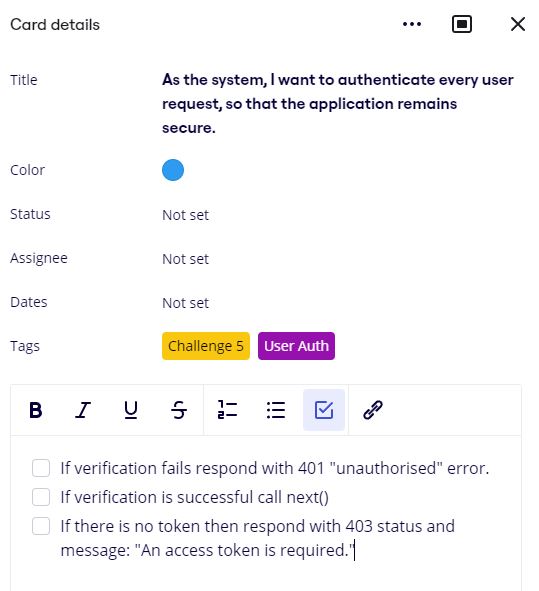 Card details
Title
As the system, I want to authenticate every user
request, so that the application remains
secure.
Color
Status
Not set
Assignee
Not set
Dates
Not set
Tags
Challenge 5
User Auth
B I U S
If verification fails respond with 401 "unauthorised" error.
If verification is successful call next()
If there is no token then respond with 403 status and
message: "An access token is required."